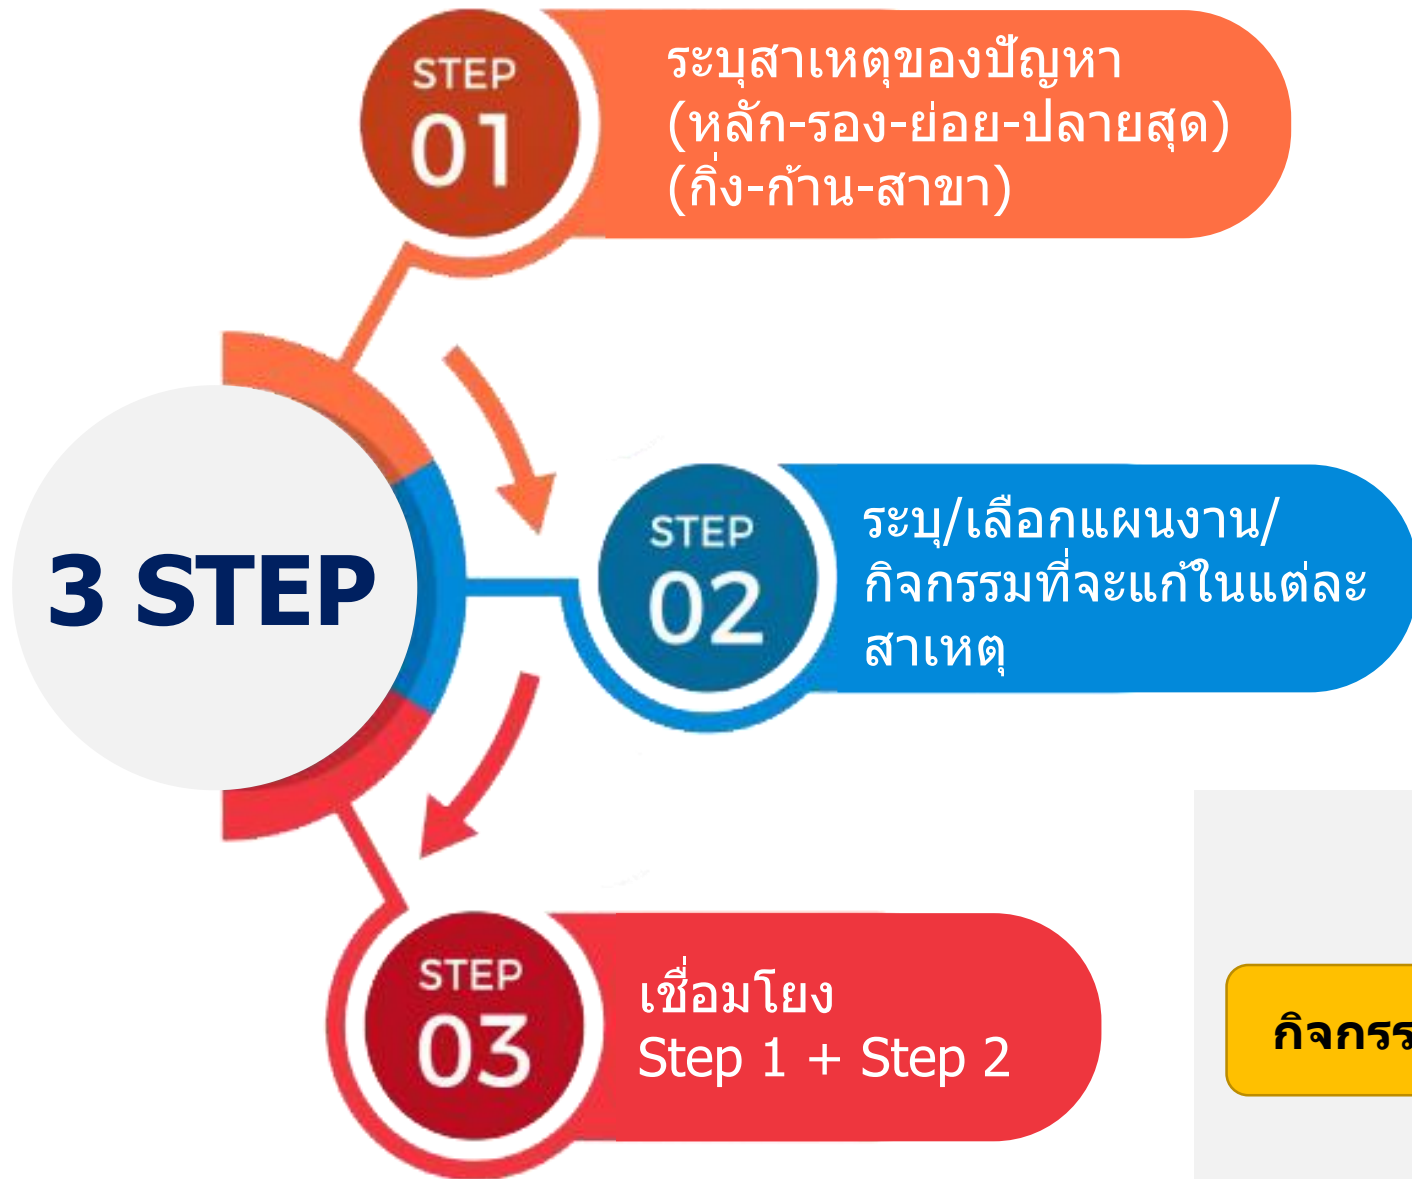 STEP
01
ระบุสาเหตุของปัญหา
(หลัก-รอง-ย่อย-ปลายสุด)
(กิ่ง-ก้าน-สาขา)
3 STEP
STEP
02
ระบุ/เลือกแผนงาน/
กิจกรรมที่จะแก้ในแต่ละ
สาเหตุ
STEP
03
เชื่อมโยง
Step 1 + Step 2